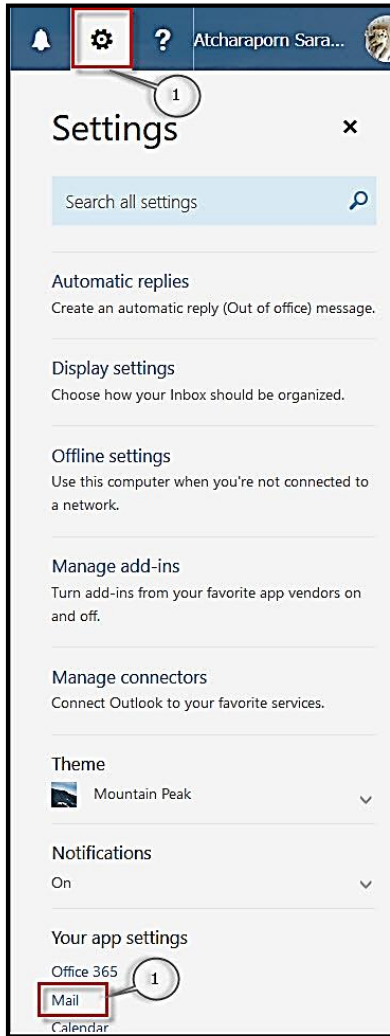 ? Atcharaporn Sara...
1
Settings
Search all settings
Automatic replies
Create an automatic reply (Out of office) message.
Display settings
Choose how your Inbox should be organized.
Offline settings
Use this computer when you're not connected to
a network.
Manage add-ins
Turn add-ins from your favorite app vendors on
and off.
Manage connectors
Connect Outlook to your favorite services.
Theme
Mountain Peak
Notifications
On
Your app settings
Office 365
1
Mail
Calendar